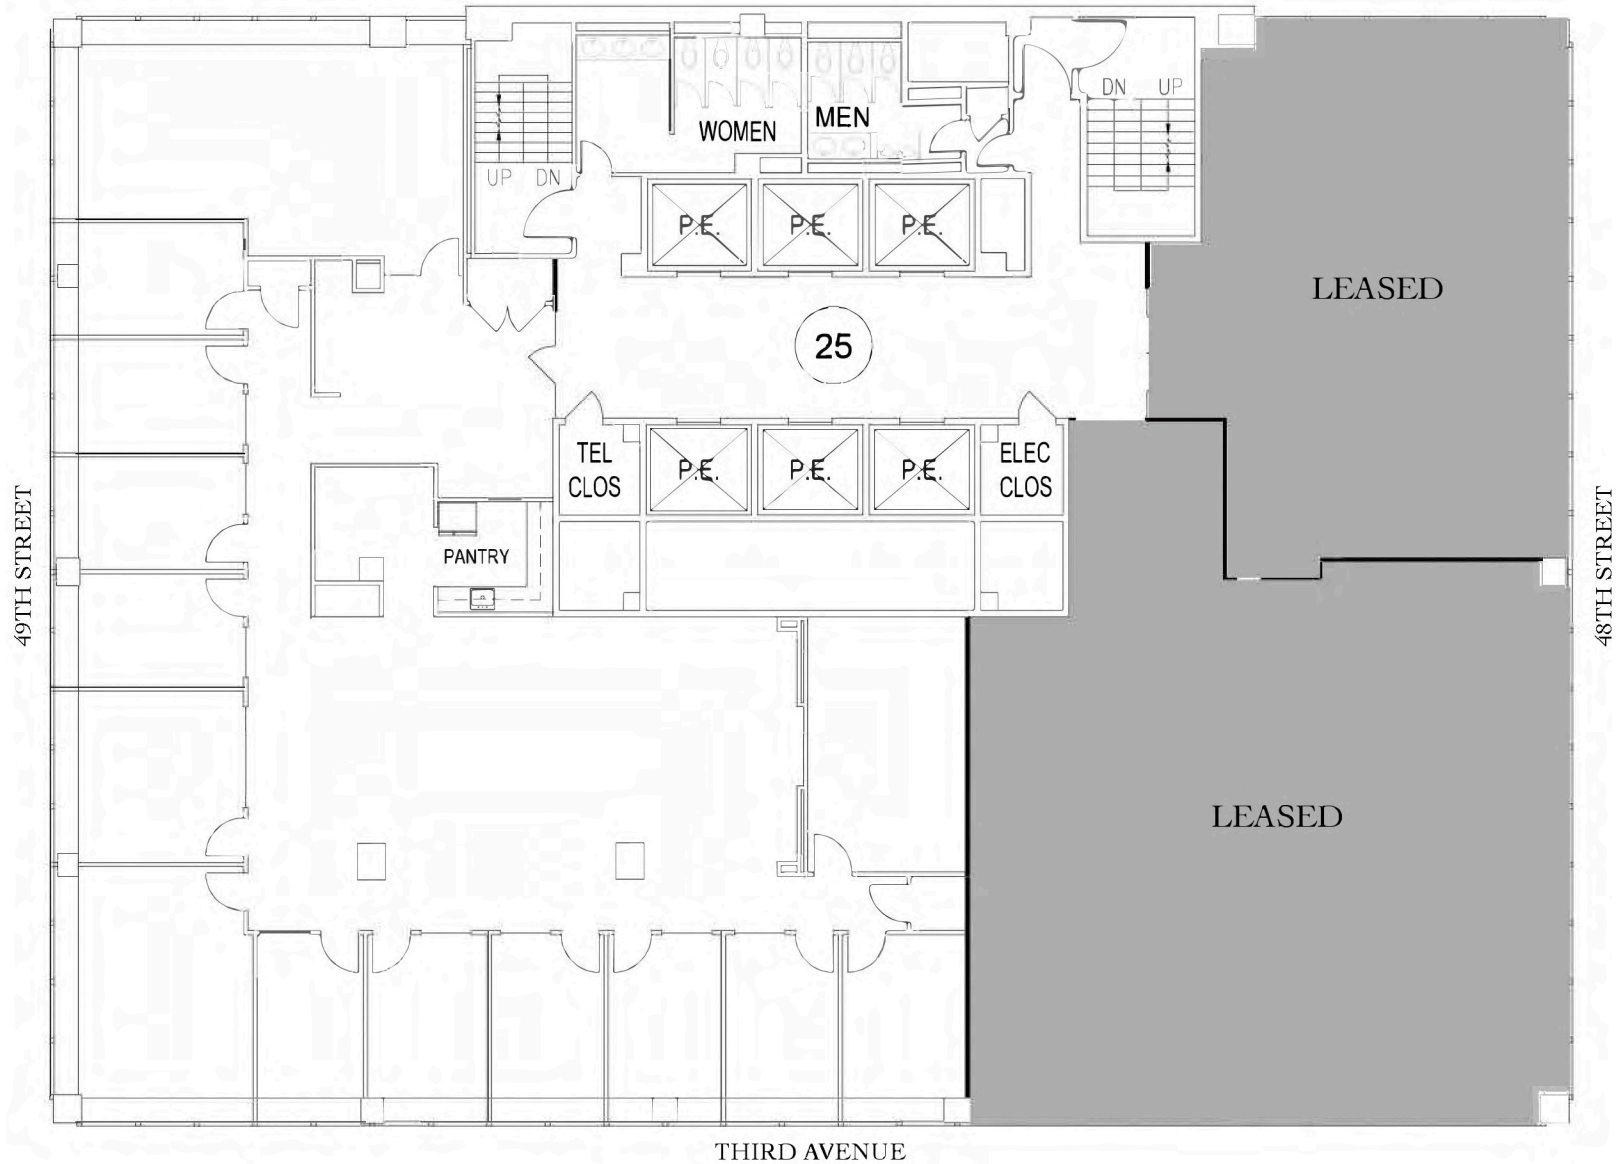 DN UP
WOMEN
MEN
UP DN
P.E. P.E. P.E.
LEASED
25
TEL
CLOS
P.E. P.E. P.E.
ELEC
CLOS
49TH STREET
48TH STREET
PANTRY
LEASED
THIRD AVENUE